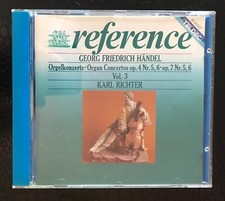 reference
GEORG FRIEDRICH HÄNDEL
Orgelkonzerte · Organ Concertos op. 4 Nr. 5, 6 · op. 7 Nr. 5, 6
Vol. 3
KARL RICHTER